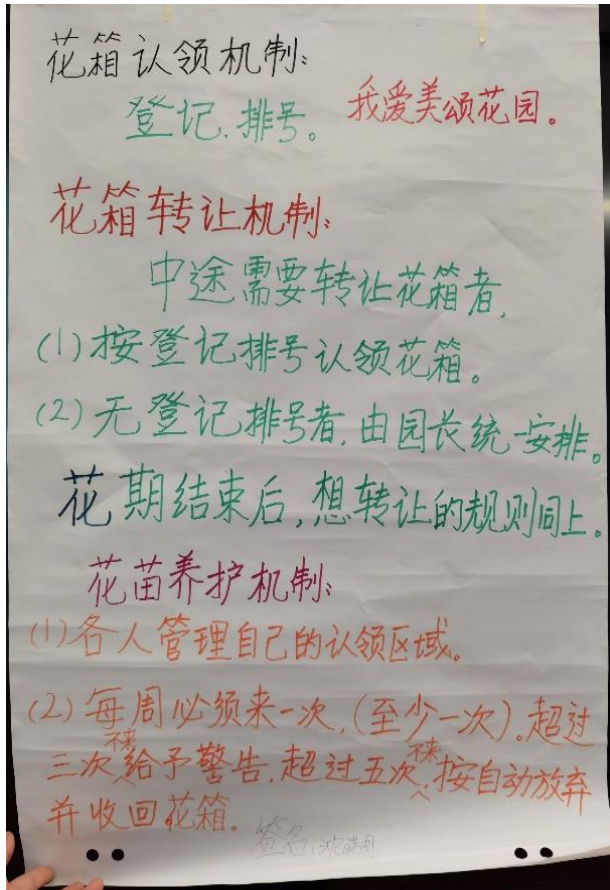 花箱认领机制:
登记.排号。 我爱美颂花园。
花箱转让机制:
中途需要转让花箱者,
(1)按登记排号认领花箱。
(2)无登记排号者,由园长统一安排。
花期结束后,想转让的规则同上。
花苗养护机制:
(1)各人管理自己的认领区域。
(2)每周必须来一次,(至少一次)。超过
三次不来给予警告,超过五次不来,按自动放弃
并收回花箱。
签名: